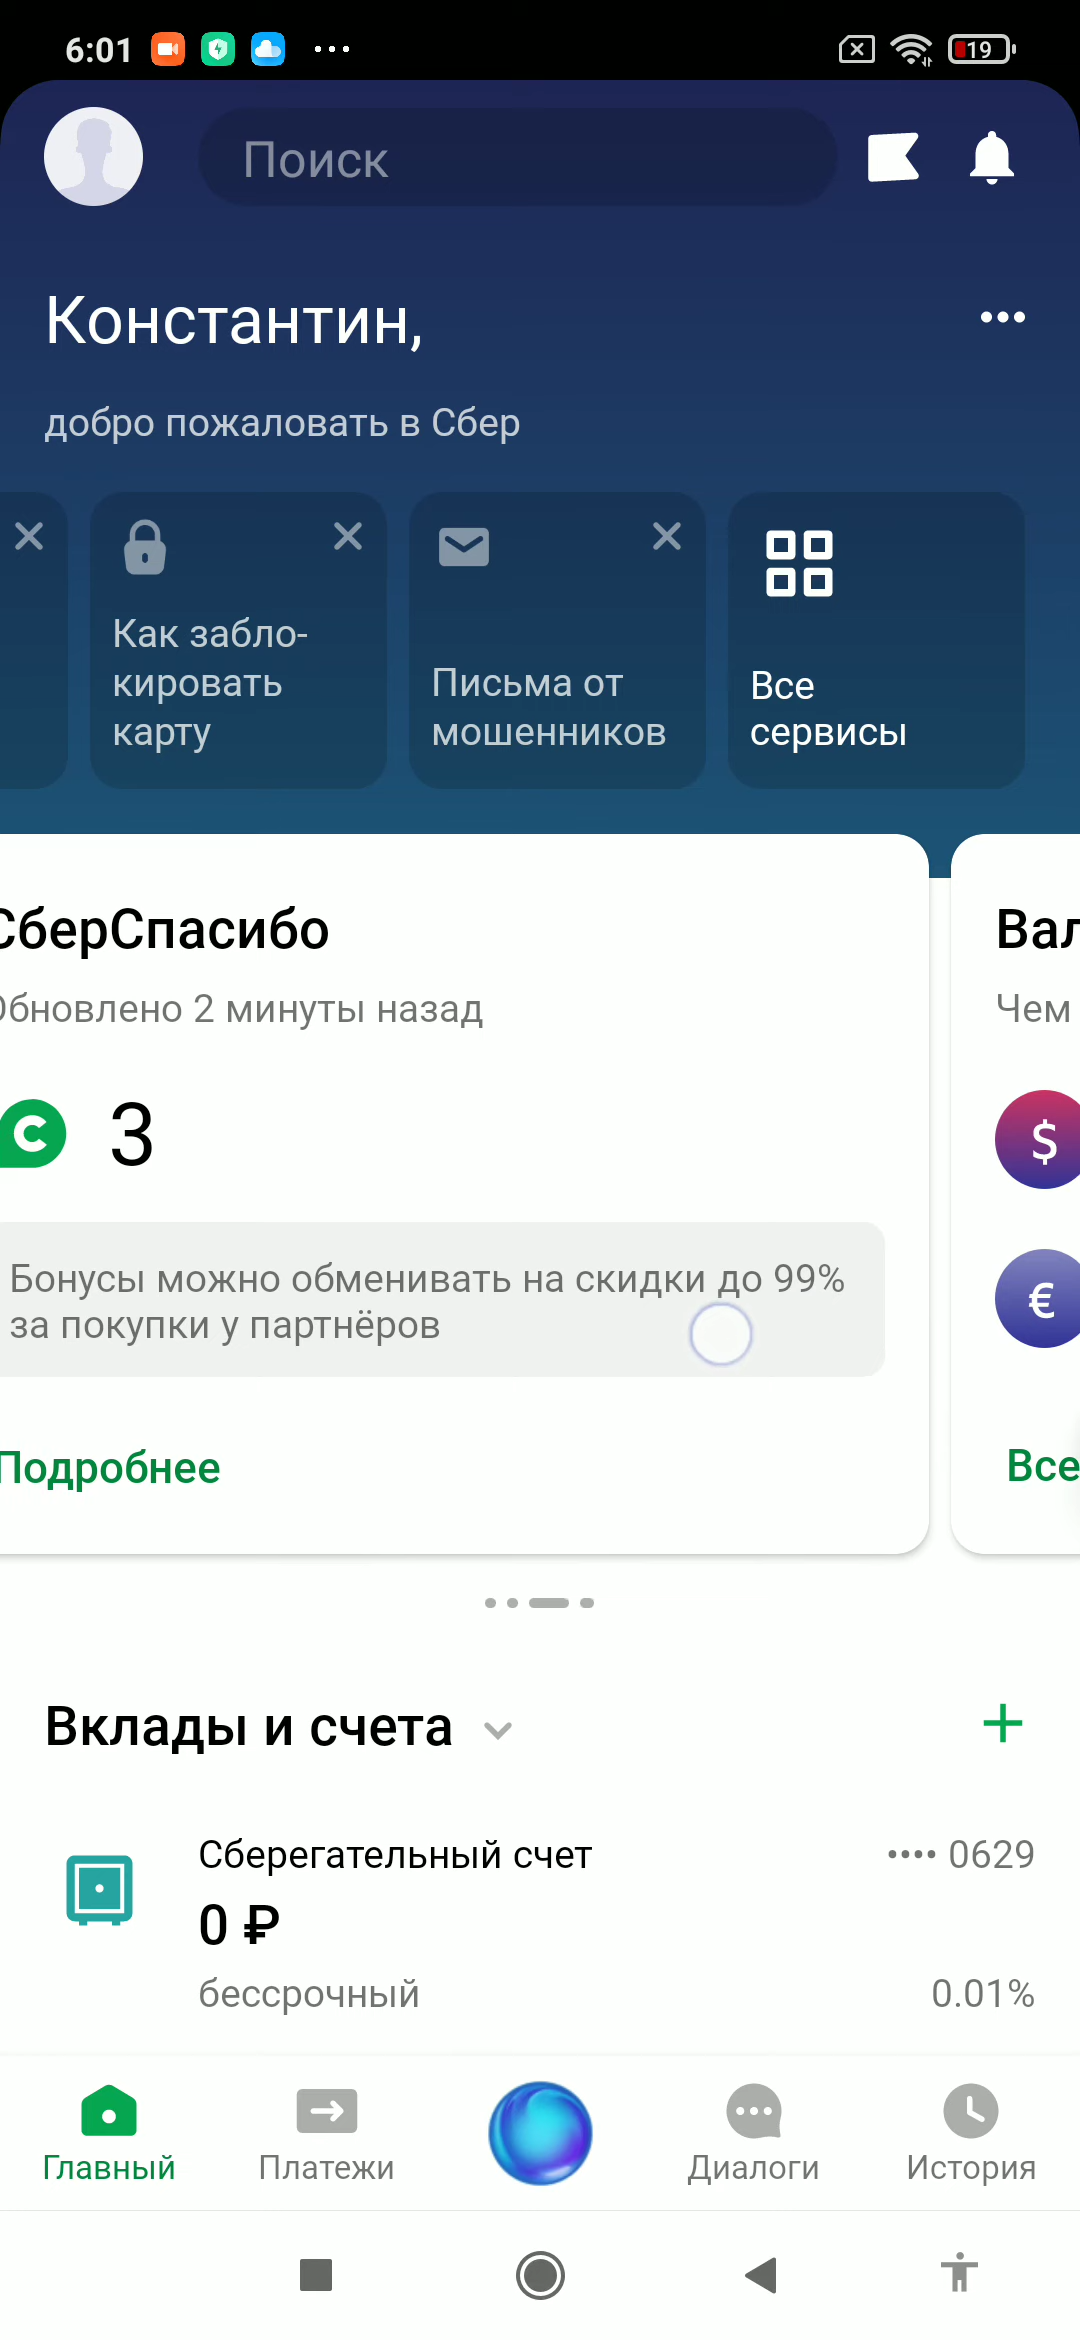 6:01
19
Поиск
Константин,
добро пожаловать в Сбер
Как забло-
кировать
карту
Письма от
мошенников
Все
сервисы
СберСпасибо
Обновлено 2 минуты назад
3
Бонусы можно обменивать на скидки до 99%
за покупки у партнёров
Подробнее
Вал
Чем
$
€
Все
Вклады и счета
Сберегательный счет
•••• 0629
0 ₽
бессрочный
0.01%
Главный
Платежи
Диалоги
История